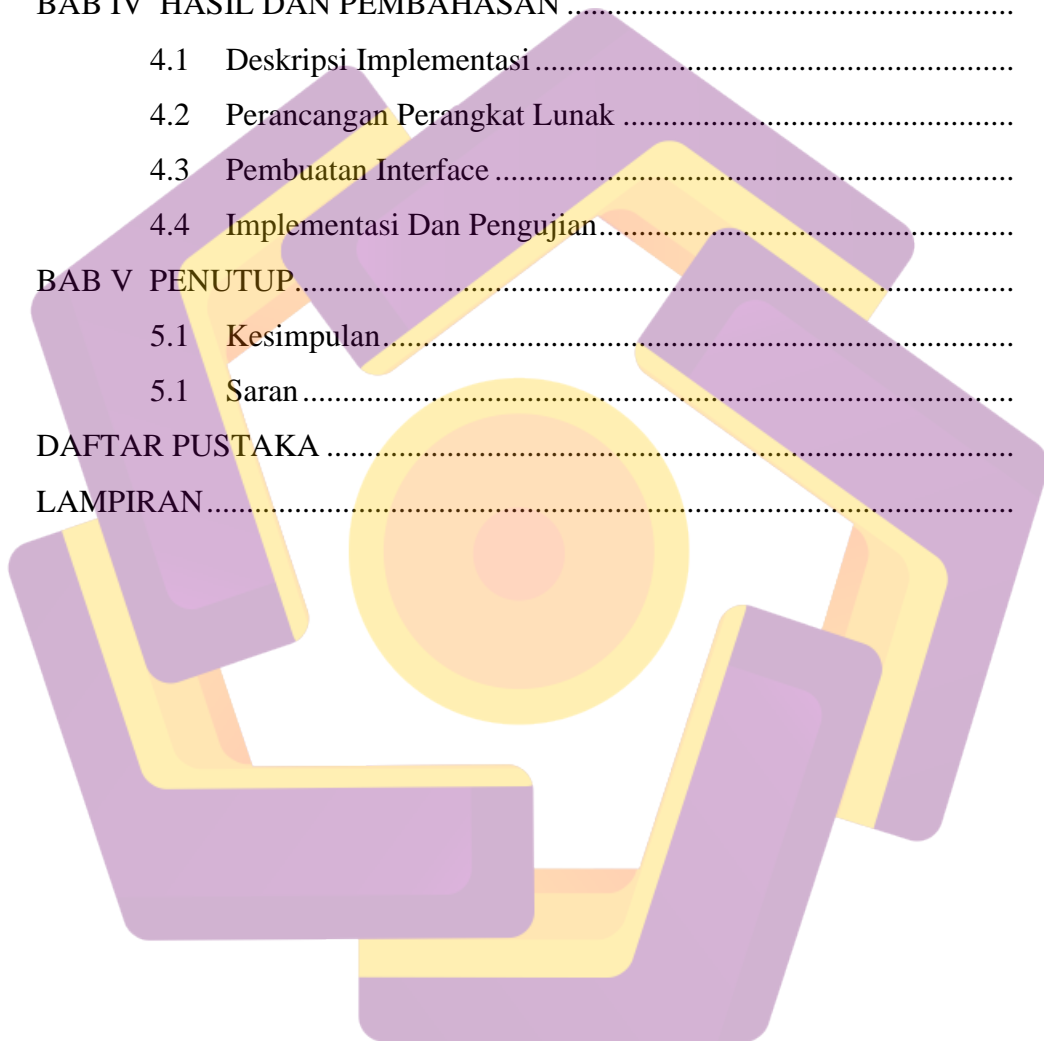 BAB IV HASIL DAN PEMBAHASAN ........................................................
4.1 Deskripsi Implementasi ............................................................
4.2 Perancangan Perangkat Lunak .................................................
4.3 Pembuatan Interface .................................................................
4.4 Implementasi Dan Pengujian....................................................
BAB V PENUTUP...........................................................................................
5.1 Kesimpulan................................................................................
5.1 Saran ..........................................................................................
DAFTAR PUSTAKA .......................................................................................
LAMPIRAN......................................................................................................